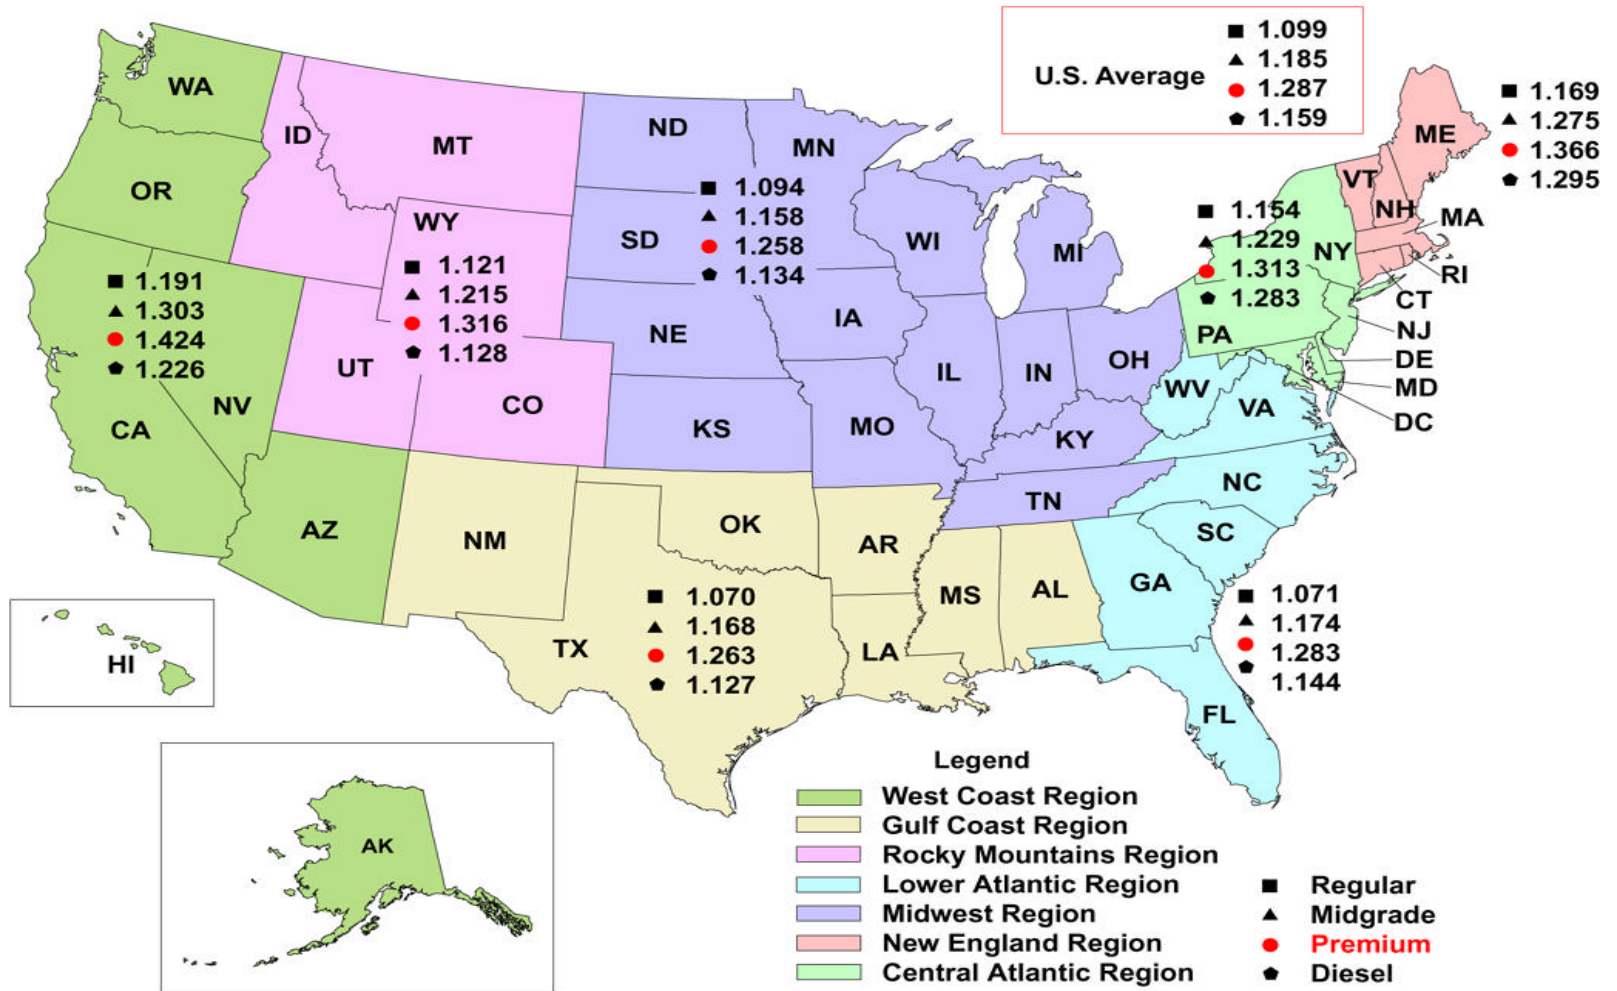 U.S. Average
1.099
1.185
1.287
1.159
WA
OR
CA
NV
AZ
1.191
1.303
1.424
1.226
ID
MT
WY
UT
CO
1.121
1.215
1.316
1.128
ND
MN
SD
WI
MI
NE
IA
IL
IN
OH
KS
MO
KY
TN
1.094
1.158
1.258
1.134
ME
VT
NH
MA
RI
CT
1.169
1.275
1.366
1.295
NY
PA
NJ
DE
MD
DC
1.154
1.229
1.313
1.283
WV
VA
NC
SC
GA
FL
1.071
1.174
1.283
1.144
NM
OK
AR
TX
LA
MS
AL
1.070
1.168
1.263
1.127
HI
AK
Legend
West Coast Region
Gulf Coast Region
Rocky Mountains Region
Lower Atlantic Region
Midwest Region
New England Region
Central Atlantic Region
Regular
Midgrade
Premium
Diesel